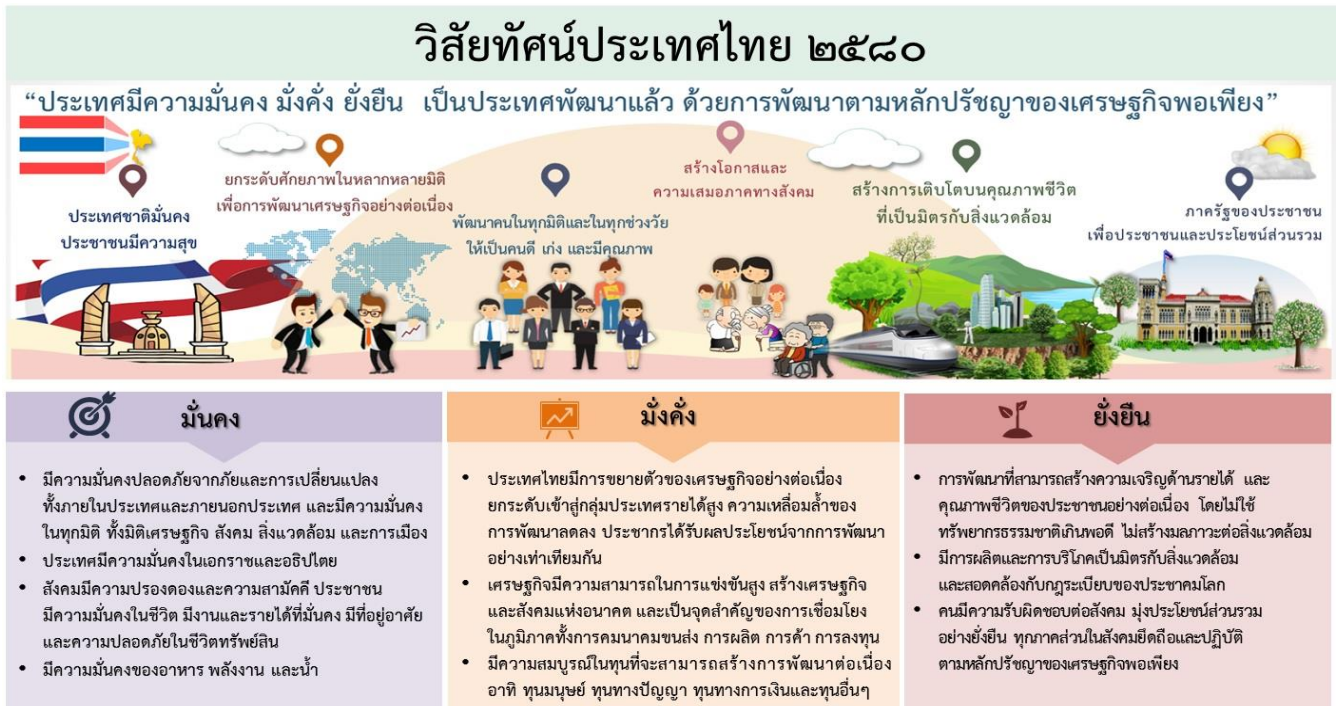 วิสัยทัศน์ประเทศไทย ๒๕๘๐
“ประเทศมีความมั่นคง มั่งคั่ง ยั่งยืน เป็นประเทศพัฒนาแล้ว ด้วยการพัฒนาตามหลักปรัชญาของเศรษฐกิจพอเพียง”
ประเทศชาติมั่นคง
ประชาชนมีความสุข
ยกระดับศักยภาพในหลากหลายมิติ
เพื่อการพัฒนาเศรษฐกิจอย่างต่อเนื่อง
พัฒนาคนในทุกมิติและในทุกช่วงวัย
ให้เป็นคนดี เก่ง และมีคุณภาพ
สร้างโอกาสและ
ความเสมอภาคทางสังคม
สร้างการเติบโตบนคุณภาพชีวิต
ที่เป็นมิตรกับสิ่งแวดล้อม
ภาครัฐของประชาชน
เพื่อประชาชนและประโยชน์ส่วนรวม
มั่นคง
• มีความมั่นคงปลอดภัยจากภัยและการเปลี่ยนแปลง
ทั้งภายในประเทศและภายนอกประเทศ และมีความมั่นคง
ในทุกมิติ ทั้งมิติเศรษฐกิจ สังคม สิ่งแวดล้อม และการเมือง
• ประเทศมีความมั่นคงในเอกราชและอธิปไตย
• สังคมมีความปรองดองและความสามัคคี ประชาชน
มีความมั่นคงในชีวิต มีงานและรายได้ที่มั่นคง มีที่อยู่อาศัย
และความปลอดภัยในชีวิตทรัพย์สิน
• มีความมั่นคงของอาหาร พลังงาน และน้ำ
มั่งคั่ง
• ประเทศไทยมีการขยายตัวของเศรษฐกิจอย่างต่อเนื่อง
ยกระดับเข้าสู่กลุ่มประเทศรายได้สูง ความเหลื่อมล้ำของ
การพัฒนาลดลง ประชากรได้รับผลประโยชน์จากการพัฒนา
อย่างเท่าเทียมกัน
• เศรษฐกิจมีความสามารถในการแข่งขันสูง สร้างเศรษฐกิจ
และสังคมแห่งอนาคต และเป็นจุดสำคัญของการเชื่อมโยง
ในภูมิภาคทั้งการคมนาคมขนส่ง การผลิต การค้า การลงทุน
• มีความสมบูรณ์ในทุนที่จะสามารถสร้างการพัฒนาต่อเนื่อง
อาทิ ทุนมนุษย์ ทุนทางปัญญา ทุนทางการเงินและทุนอื่นๆ
ยั่งยืน
• การพัฒนาที่สามารถสร้างความเจริญด้านรายได้ และ
คุณภาพชีวิตของประชาชนอย่างต่อเนื่อง โดยไม่ใช้
ทรัพยากรธรรมชาติเกินพอดี ไม่สร้างมลภาวะต่อสิ่งแวดล้อม
• มีการผลิตและการบริโภคเป็นมิตรกับสิ่งแวดล้อม
และสอดคล้องกับกฎระเบียบของประชาคมโลก
• คนมีความรับผิดชอบต่อสังคม มุ่งประโยชน์ส่วนรวม
อย่างยั่งยืน ทุกภาคส่วนในสังคมยึดถือและปฏิบัติ
ตามหลักปรัชญาของเศรษฐกิจพอเพียง